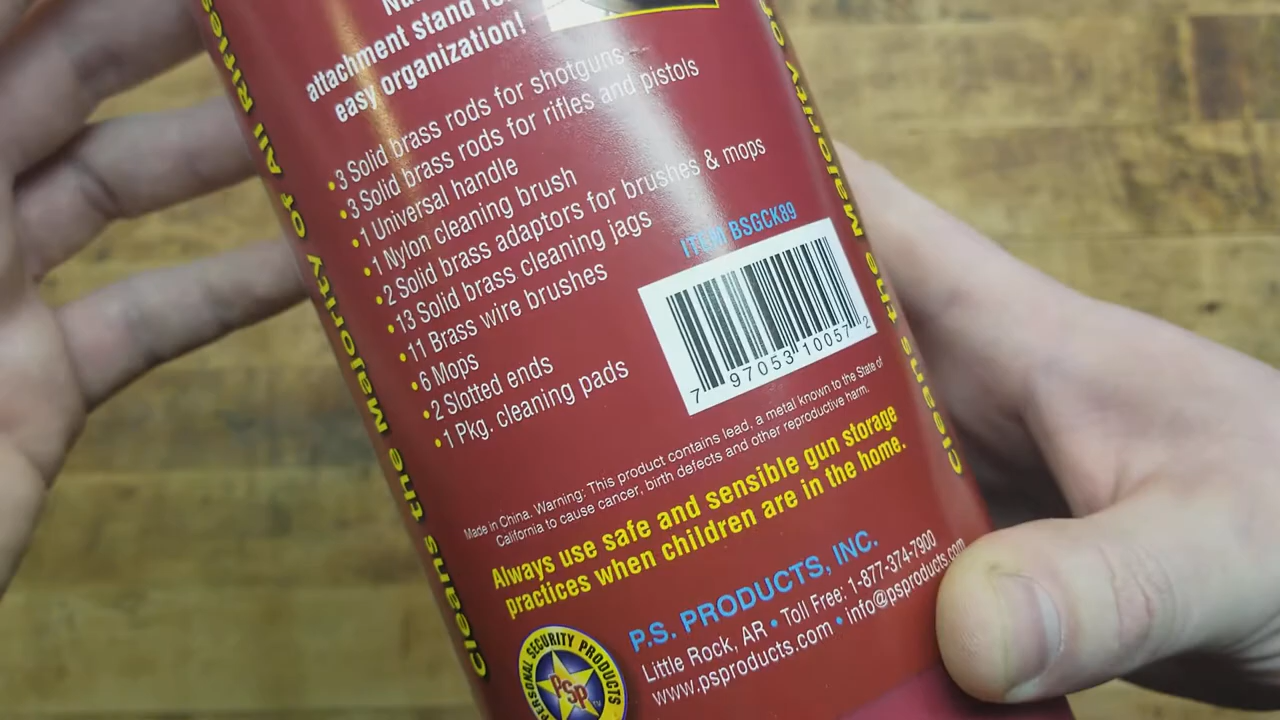 attachment stand
easy organization!
•3 Solid brass rods for shotguns
•3 Solid brass rods for rifles and pistols
•1 Universal handle
•1 Nylon cleaning brush
•2 Solid brass adaptors for brushes & mops
•13 Solid brass cleaning jags
•11 Brass wire brushes
•6 Mops
•2 Slotted ends
•1 Pkg. cleaning pads
ITEM BSGCK89
7 97053 10057 2
Made in China. Warning: This product contains lead, a metal known to the State of
California to cause cancer, birth defects and other reproductive harm.
Always use safe and sensible gun storage
practices when children are in the home.
P.S. PRODUCTS, INC.
Little Rock, AR • Toll Free: 1-877-374-7900
www.psproducts.com • info@psproducts.com
PERSONAL SECURITY PRODUCTS
PSP
TV
Cleans the Majority of All Rifles
Cleans the Majority of